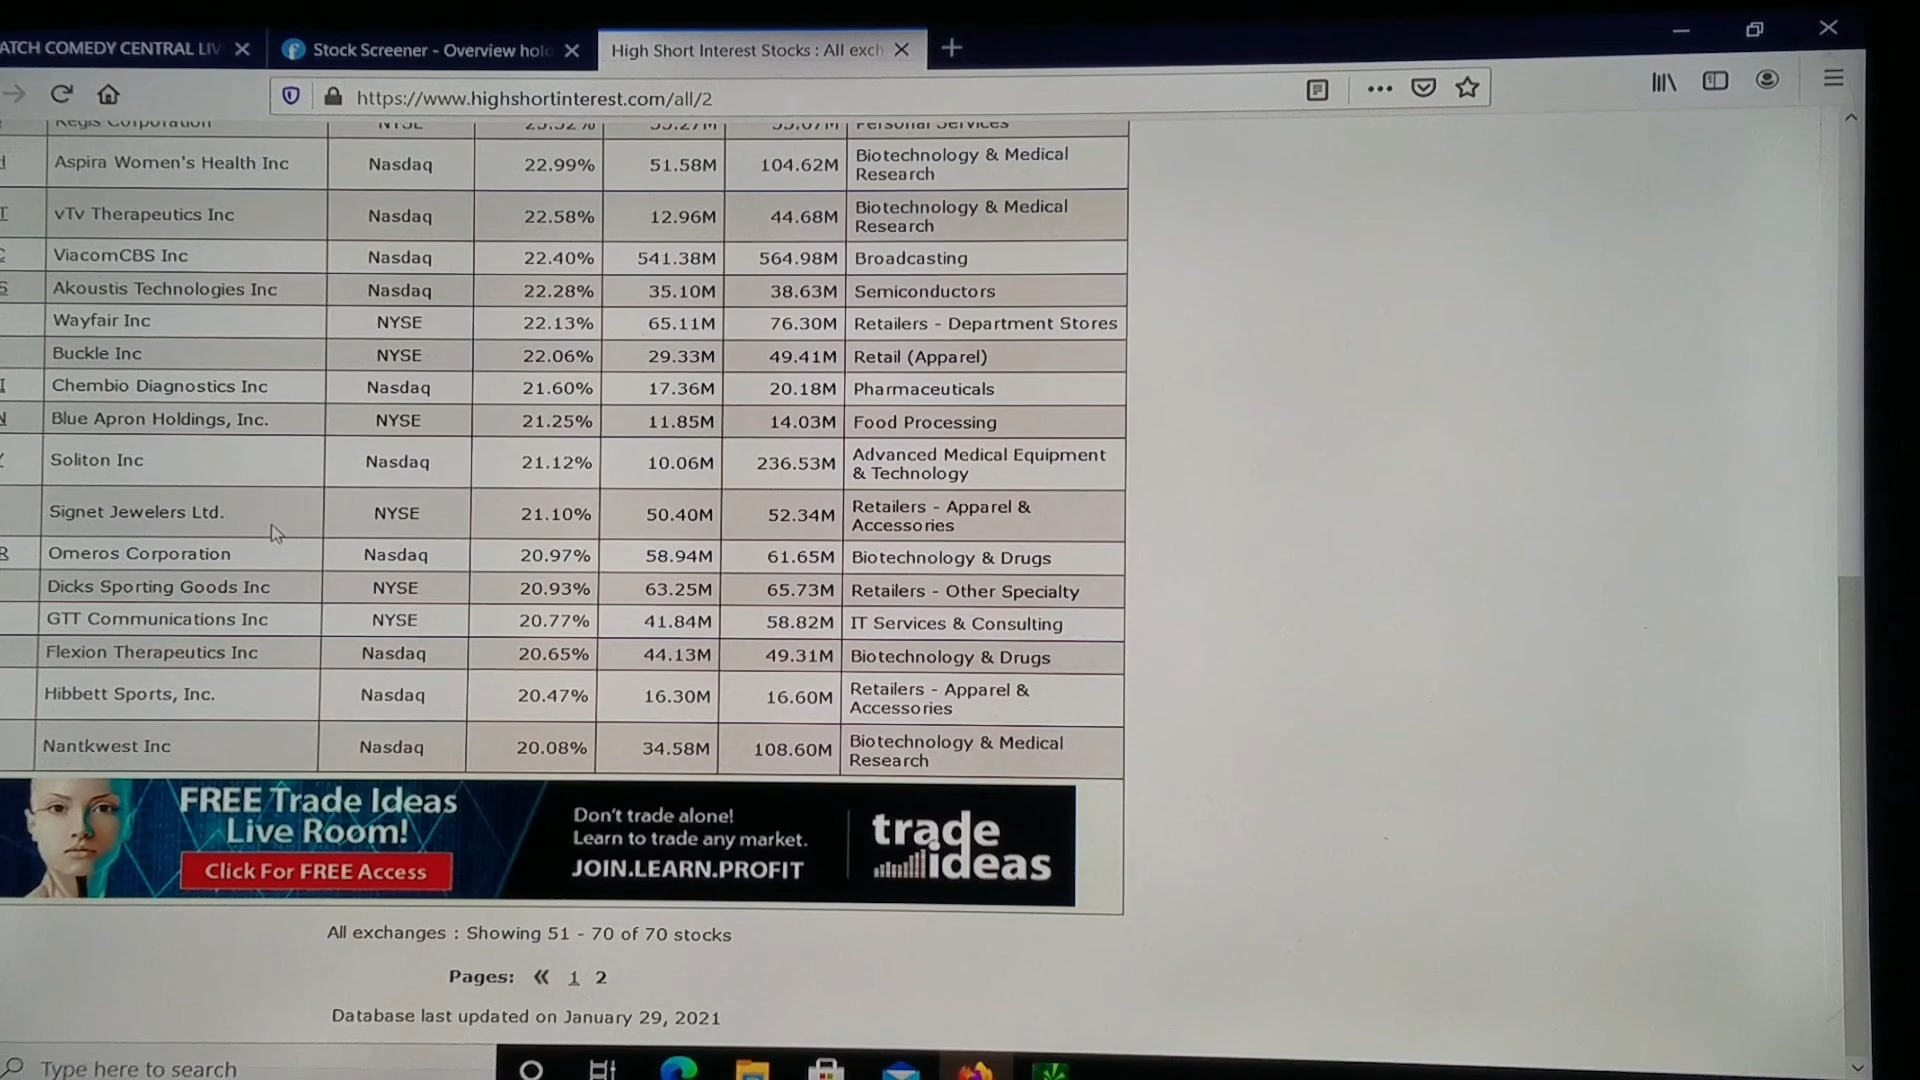 ATCH COMEDY CENTRAL LIV
Stock Screener - Overview hol
High Short Interest Stocks : All exch
https://www.highshortinterest.com/all/2
Regis Corporation NYSE Personal Services
Aspira Women's Health Inc Nasdaq 22.99% 51.58M 104.62M Biotechnology & Medical
Research
vTv Therapeutics Inc Nasdaq 22.58% 12.96M 44.68M Biotechnology & Medical
Research
ViacomCBS Inc Nasdaq 22.40% 541.38M 564.98M Broadcasting
Akoustis Technologies Inc Nasdaq 22.28% 35.10M 38.63M Semiconductors
Wayfair Inc NYSE 22.13% 65.11M 76.30M Retailers - Department Stores
Buckle Inc NYSE 22.06% 29.33M 49.41M Retail (Apparel)
Chembio Diagnostics Inc Nasdaq 21.60% 17.36M 20.18M Pharmaceuticals
Blue Apron Holdings, Inc. NYSE 21.25% 11.85M 14.03M Food Processing
Soliton Inc Nasdaq 21.12% 10.06M 236.53M Advanced Medical Equipment
& Technology
Signet Jewelers Ltd. NYSE 21.10% 50.40M 52.34M Retailers - Apparel &
Accessories
Omeros Corporation Nasdaq 20.97% 58.94M 61.65M Biotechnology & Drugs
Dicks Sporting Goods Inc NYSE 20.93% 63.25M 65.73M Retailers - Other Specialty
GTT Communications Inc NYSE 20.77% 41.84M 58.82M IT Services & Consulting
Flexion Therapeutics Inc Nasdaq 20.65% 44.13M 49.31M Biotechnology & Drugs
Hibbett Sports, Inc. Nasdaq 20.47% 16.30M 16.60M Retailers - Apparel &
Accessories
Nantkwest Inc Nasdaq 20.08% 34.58M 108.60M Biotechnology & Medical
Research
FREE Trade Ideas
Live Room!
Click For FREE Access
Don't trade alone!
Learn to trade any market.
JOIN.LEARN.PROFIT
trade
ideas
All exchanges : Showing 51 - 70 of 70 stocks
Pages: « 1 2
Database last updated on January 29, 2021
Type here to search